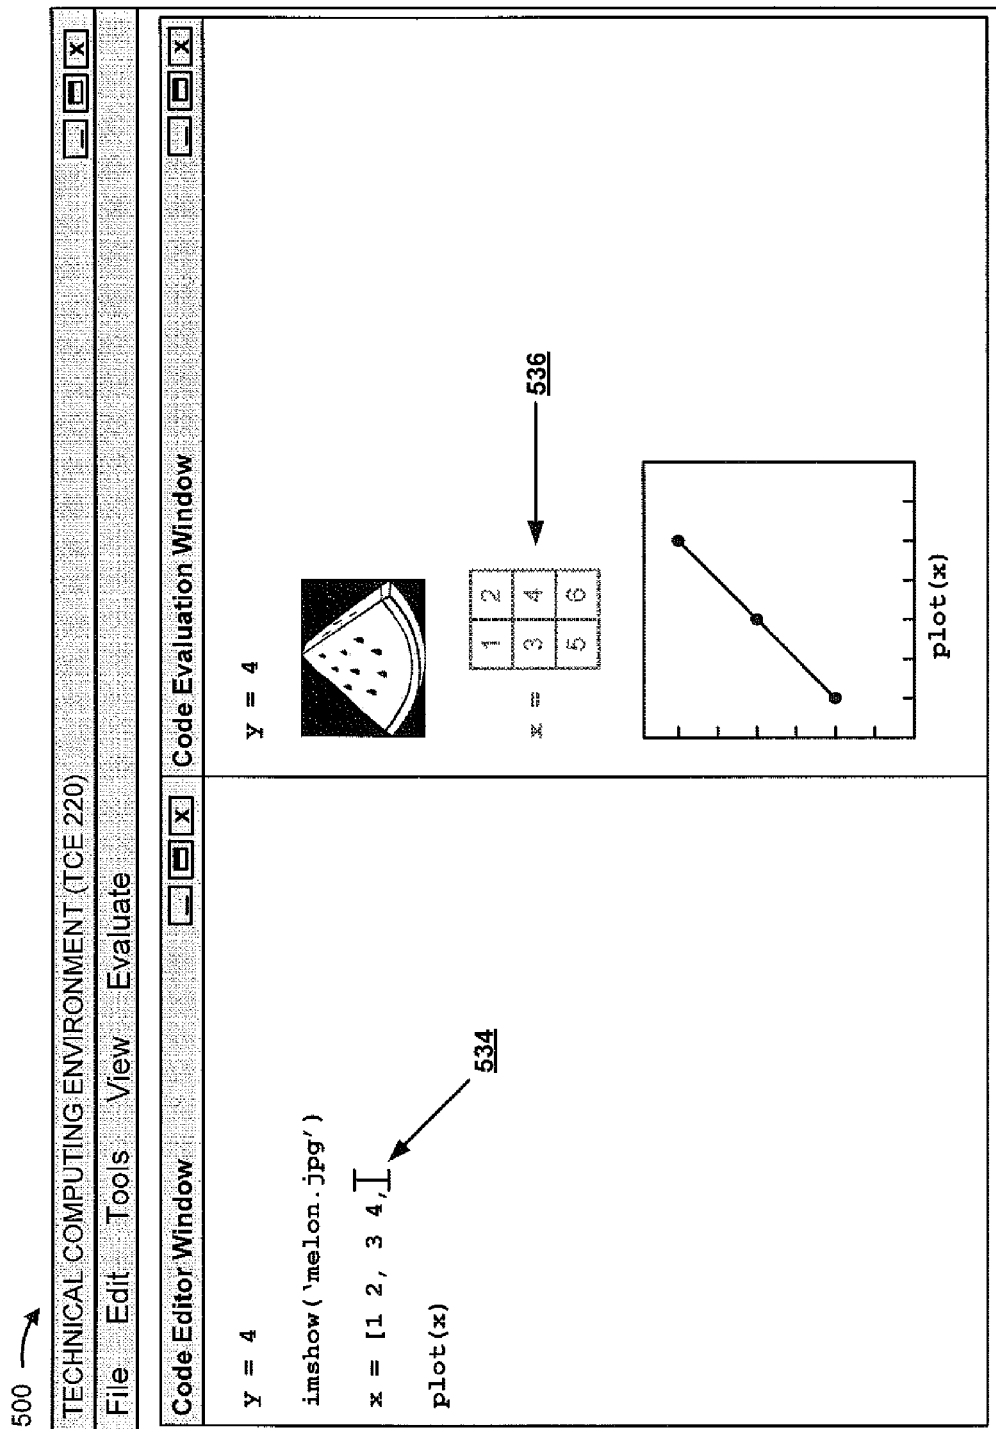 500
TECHNICAL COMPUTING ENVIRONMENT (TCE 220)
_ x
File Edit Tools View Evaluate
Code Editor Window _ x
y = 4
imshow(‘melon.jpg’)
x = [1 2, 3 4,
534
plot(x)
Code Evaluation Window _ x
y = 4
x =
1 2
3 4
5 6
536
plot(x)